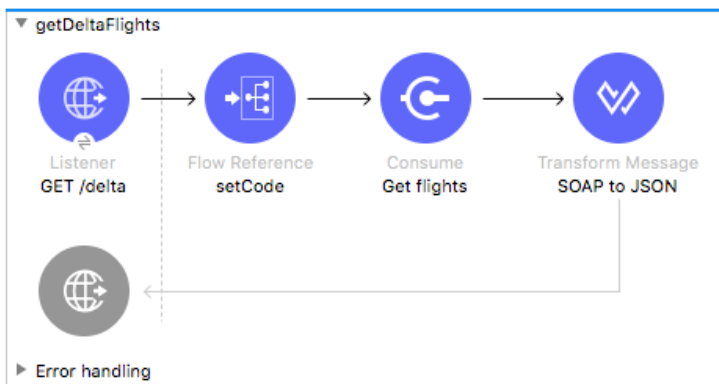 getDeltaFlights
Listener
GET /delta
Flow Reference
setCode
Consume
Get flights
Transform Message
SOAP to JSON
Error handling